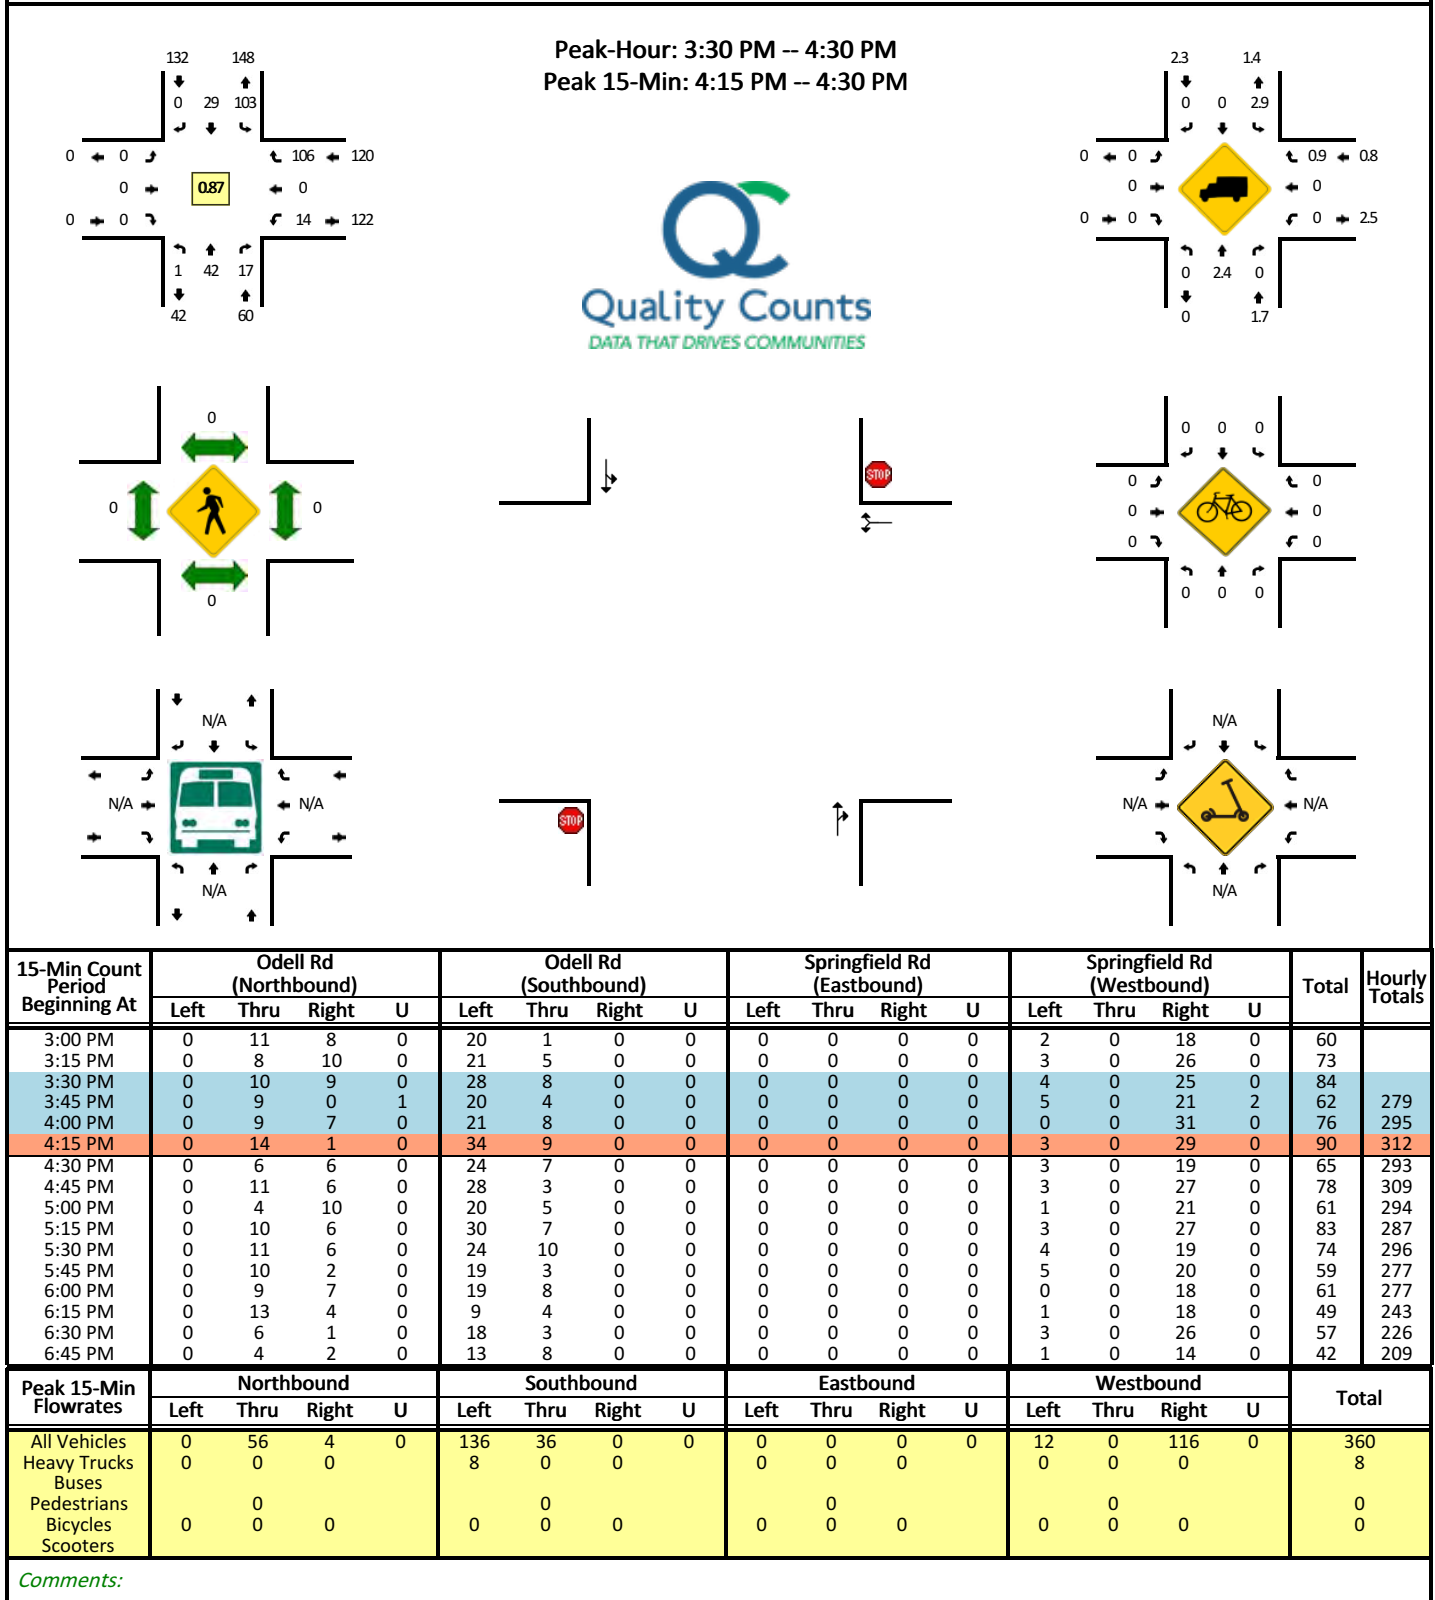 Peak-Hour: 3:30 PM -- 4:30 PM
Peak 15-Min: 4:15 PM -- 4:30 PM
132 148
0 29 103
0 0 106 120
0 0.87 0
0 0 14 122
1 42 17
42 60
QC
Quality Counts
DATA THAT DRIVES COMMUNITIES
2.3 1.4
0 0 2.9
0 0 0.9 0.8
0 0
0 0 0 2.5
0 2.4 0
0 1.7
0
0 0
0
STOP
0 0 0
0 0
0 0
0 0
0 0 0
N/A
N/A N/A
N/A
STOP
N/A
N/A N/A
N/A
15-Min Count Period Beginning At Odell Rd (Northbound) Odell Rd (Southbound) Springfield Rd (Eastbound) Springfield Rd (Westbound) Total Hourly Totals
Left Thru Right U Left Thru Right U Left Thru Right U Left Thru Right U
3:00 PM 0 11 8 0 20 1 0 0 0 0 0 0 2 0 18 0 60
3:15 PM 0 8 10 0 21 5 0 0 0 0 0 0 3 0 26 0 73
3:30 PM 0 10 9 0 28 8 0 0 0 0 0 0 4 0 25 0 84
3:45 PM 0 9 0 1 20 4 0 0 0 0 0 0 5 0 21 2 62 279
4:00 PM 0 9 7 0 21 8 0 0 0 0 0 0 0 0 31 0 76 295
4:15 PM 0 14 1 0 34 9 0 0 0 0 0 0 3 0 29 0 90 312
4:30 PM 0 6 6 0 24 7 0 0 0 0 0 0 3 0 19 0 65 293
4:45 PM 0 11 6 0 28 3 0 0 0 0 0 0 3 0 27 0 78 309
5:00 PM 0 4 10 0 20 5 0 0 0 0 0 0 1 0 21 0 61 294
5:15 PM 0 10 6 0 30 7 0 0 0 0 0 0 3 0 27 0 83 287
5:30 PM 0 11 6 0 24 10 0 0 0 0 0 0 4 0 19 0 74 296
5:45 PM 0 10 2 0 19 3 0 0 0 0 0 0 5 0 20 0 59 277
6:00 PM 0 9 7 0 19 8 0 0 0 0 0 0 0 0 18 0 61 277
6:15 PM 0 13 4 0 9 4 0 0 0 0 0 0 1 0 18 0 49 243
6:30 PM 0 6 1 0 18 3 0 0 0 0 0 0 3 0 26 0 57 226
6:45 PM 0 4 2 0 13 8 0 0 0 0 0 0 1 0 14 0 42 209
Peak 15-Min Flowrates Northbound Southbound Eastbound Westbound Total
Left Thru Right U Left Thru Right U Left Thru Right U Left Thru Right U
All Vehicles 0 56 4 0 136 36 0 0 0 0 0 0 12 0 116 0 360
Heavy Trucks 0 0 0 8 0 0 0 0 0 0 0 0 8
Buses
Pedestrians 0 0 0 0 0
Bicycles 0 0 0 0 0 0 0 0 0 0 0 0 0
Scooters
Comments: